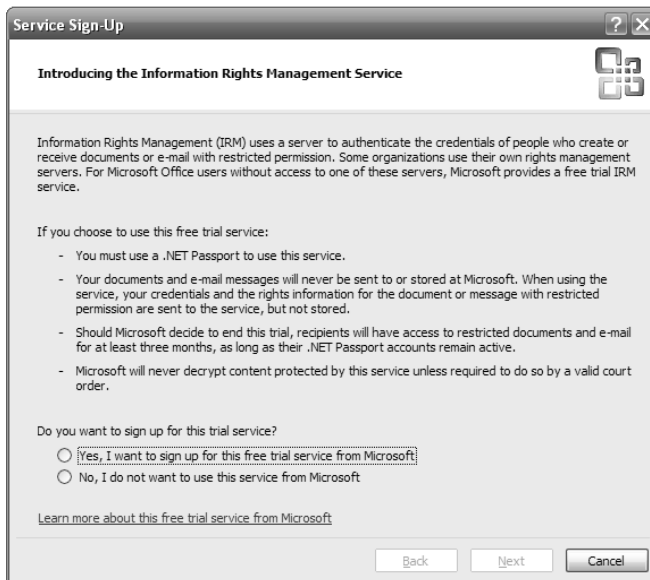 Service Sign-Up
Introducing the Information Rights Management Service
Information Rights Management (IRM) uses a server to authenticate the credentials of people who create or
receive documents or e-mail with restricted permission. Some organizations use their own rights management
servers. For Microsoft Office users without access to one of these servers, Microsoft provides a free trial IRM
service.
If you choose to use this free trial service:
- You must use a .NET Passport to use this service.
- Your documents and e-mail messages will never be sent to or stored at Microsoft. When using the
service, your credentials and the rights information for the document or message with restricted
permission are sent to the service, but not stored.
- Should Microsoft decide to end this trial, recipients will have access to restricted documents and e-mail
for at least three months, as long as their .NET Passport accounts remain active.
- Microsoft will never decrypt content protected by this service unless required to do so by a valid court
order.
Do you want to sign up for this trial service?
Yes, I want to sign up for this free trial service from Microsoft
No, I do not want to use this service from Microsoft
Learn more about this free trial service from Microsoft
Back Next Cancel